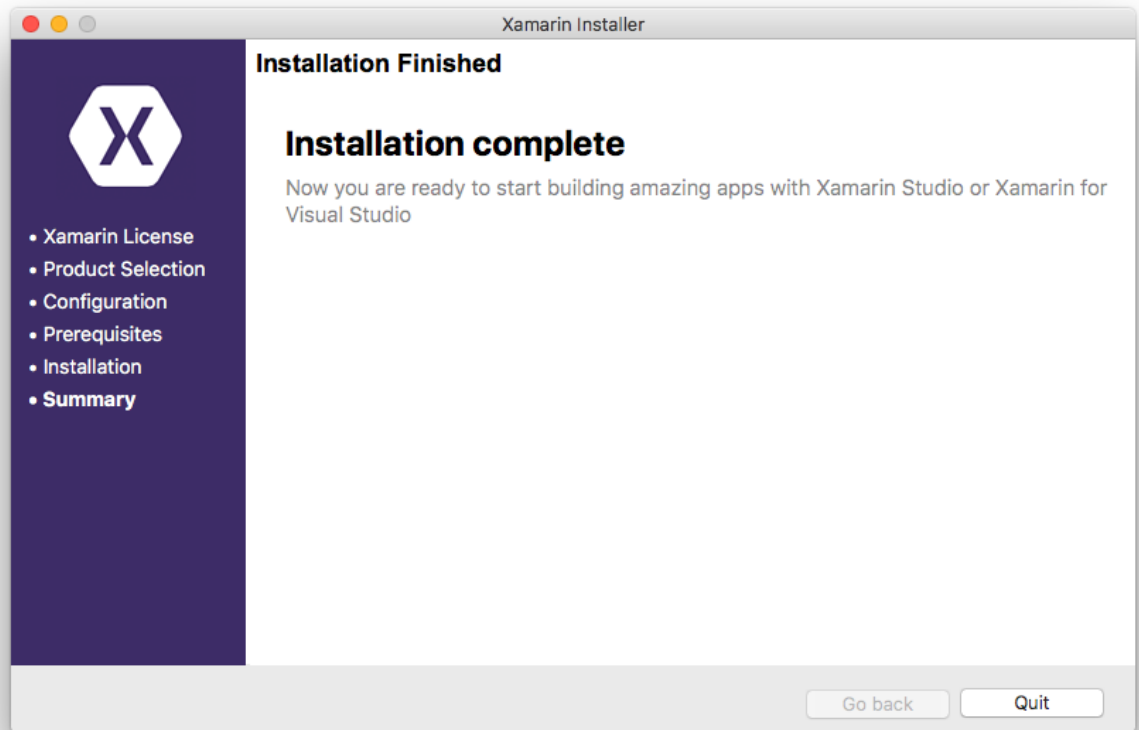 Xamarin Installer
Installation Finished
Installation complete
Now you are ready to start building amazing apps with Xamarin Studio or Xamarin for
Visual Studio
• Xamarin License
• Product Selection
• Configuration
• Prerequisites
• Installation
• Summary
Go back
Quit